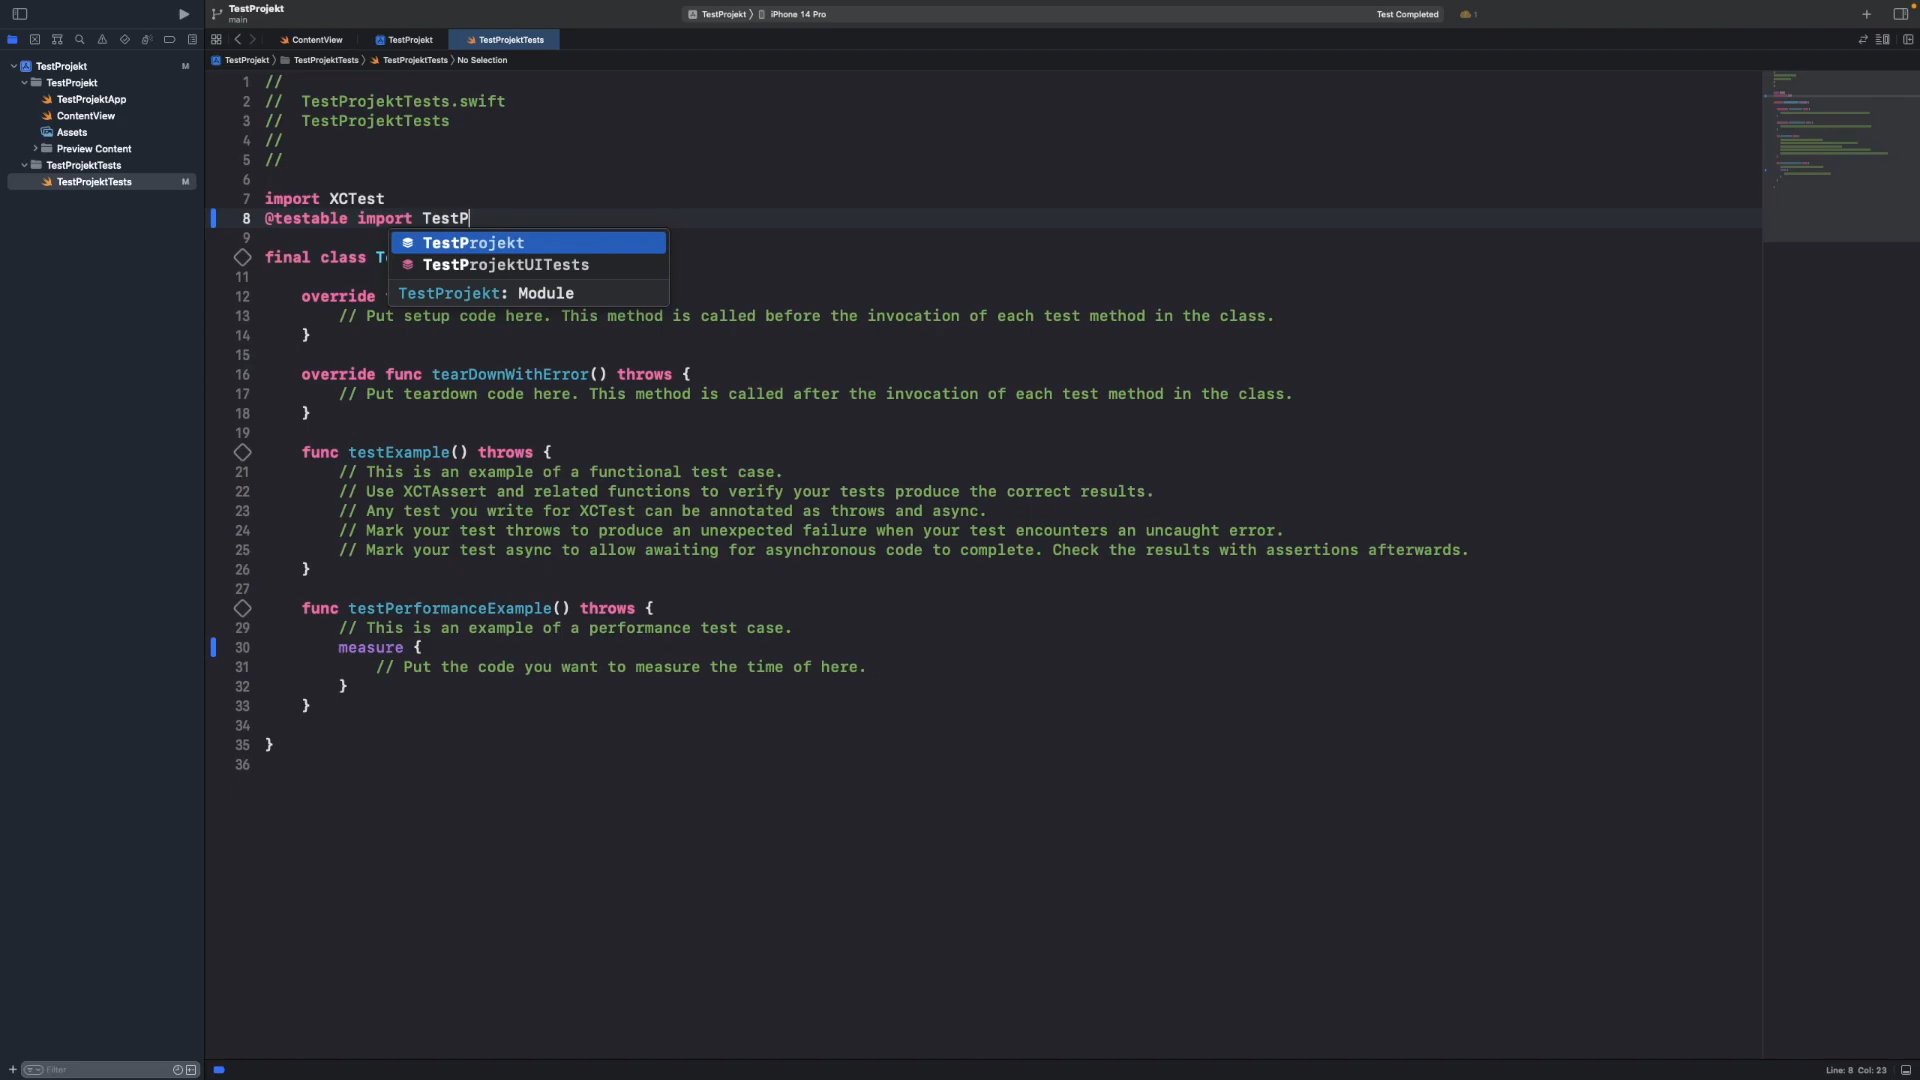 TestProjekt
main
TestProjekt 〉 iPhone 14 Pro
Test Completed
1
ContentView
TestProjekt
TestProjektTests
TestProjekt 〉 TestProjektTests 〉 TestProjektTests 〉 No Selection
TestProjekt M
TestProjekt
TestProjektApp
ContentView
Assets
Preview Content
TestProjektTests
TestProjektTests M
1 //
2 //  TestProjektTests.swift
3 //  TestProjektTests
4 //
5 //
6
7 import XCTest
8 @testable import TestP
9
final class Te
11
12 override
13 // Put setup code here. This method is called before the invocation of each test method in the class.
14 }
15
16 override func tearDownWithError() throws {
17 // Put teardown code here. This method is called after the invocation of each test method in the class.
18 }
19
func testExample() throws {
21 // This is an example of a functional test case.
22 // Use XCTAssert and related functions to verify your tests produce the correct results.
23 // Any test you write for XCTest can be annotated as throws and async.
24 // Mark your test throws to produce an unexpected failure when your test encounters an uncaught error.
25 // Mark your test async to allow awaiting for asynchronous code to complete. Check the results with assertions afterwards.
26 }
27
func testPerformanceExample() throws {
29 // This is an example of a performance test case.
30 measure {
31 // Put the code you want to measure the time of here.
32 }
33 }
34
35 }
36
TestProjekt
TestProjektUITests
TestProjekt: Module
Filter
Line: 8 Col: 23